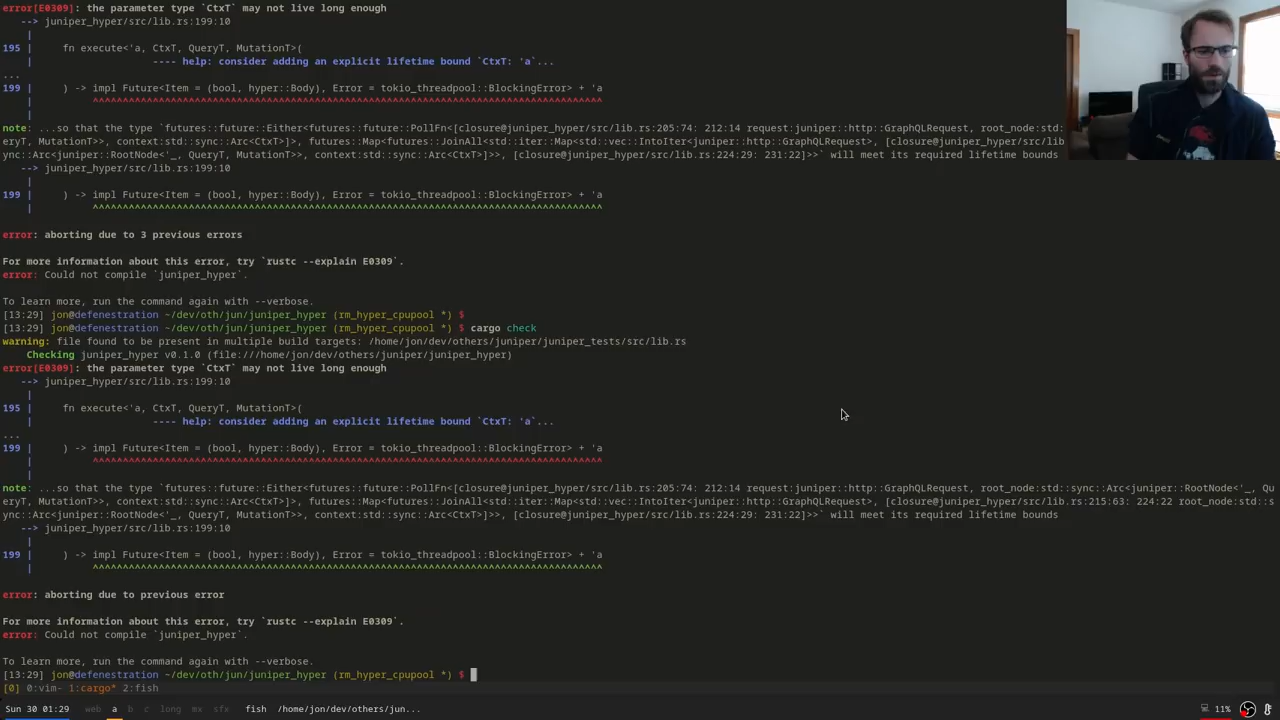 error[E0309]: the parameter type `CtxT` may not live long enough
--> juniper_hyper/src/lib.rs:199:10
|
195 | fn execute<'a, CtxT, QueryT, MutationT>(
| ---- help: consider adding an explicit lifetime bound `CtxT: 'a`...
...
199 | ) -> impl Future<Item = (bool, hyper::Body), Error = tokio_threadpool::BlockingError> + 'a
| ^^^^^^^^^^^^^^^^^^^^^^^^^^^^^^^^^^^^^^^^^^^^^^^^^^^^^^^^^^^^^^^^^^^^^^^^^^^^^^^^^^^^^^
|
note: ...so that the type `futures::future::Either<futures::future::PollFn<[closure@juniper_hyper/src/lib.rs:205:74: 212:14 request:juniper::http::GraphQLRequest, root_node:std:
eryT, MutationT>>, context:std::sync::Arc<CtxT>]>, futures::Map<futures::JoinAll<std::iter::Map<std::vec::IntoIter<juniper::http::GraphQLRequest>, [closure@juniper_hyper/src/lib
ync::Arc<juniper::RootNode<'_, QueryT, MutationT>>, context:std::sync::Arc<CtxT>]>>, [closure@juniper_hyper/src/lib.rs:224:29: 231:22]>>` will meet its required lifetime bounds
--> juniper_hyper/src/lib.rs:199:10
|
199 | ) -> impl Future<Item = (bool, hyper::Body), Error = tokio_threadpool::BlockingError> + 'a
| ^^^^^^^^^^^^^^^^^^^^^^^^^^^^^^^^^^^^^^^^^^^^^^^^^^^^^^^^^^^^^^^^^^^^^^^^^^^^^^^^^^^^^^
error: aborting due to 3 previous errors
For more information about this error, try `rustc --explain E0309`.
error: Could not compile `juniper_hyper`.
To learn more, run the command again with --verbose.
[13:29] jon@defenestration ~/dev/oth/jun/juniper_hyper (rm_hyper_cpupool *) $
[13:29] jon@defenestration ~/dev/oth/jun/juniper_hyper (rm_hyper_cpupool *) $ cargo check
warning: file found to be present in multiple build targets: /home/jon/dev/others/juniper/juniper_tests/src/lib.rs
Checking juniper_hyper v0.1.0 (file:///home/jon/dev/others/juniper/juniper_hyper)
error[E0309]: the parameter type `CtxT` may not live long enough
--> juniper_hyper/src/lib.rs:199:10
|
195 | fn execute<'a, CtxT, QueryT, MutationT>(
| ---- help: consider adding an explicit lifetime bound `CtxT: 'a`...
...
199 | ) -> impl Future<Item = (bool, hyper::Body), Error = tokio_threadpool::BlockingError> + 'a
| ^^^^^^^^^^^^^^^^^^^^^^^^^^^^^^^^^^^^^^^^^^^^^^^^^^^^^^^^^^^^^^^^^^^^^^^^^^^^^^^^^^^^^^
|
note: ...so that the type `futures::future::Either<futures::future::PollFn<[closure@juniper_hyper/src/lib.rs:205:74: 212:14 request:juniper::http::GraphQLRequest, root_node:std::sync::Arc<juniper::RootNode<'_, Qu
eryT, MutationT>>, context:std::sync::Arc<CtxT>]>, futures::Map<futures::JoinAll<std::iter::Map<std::vec::IntoIter<juniper::http::GraphQLRequest>, [closure@juniper_hyper/src/lib.rs:215:63: 224:22 root_node:std::s
ync::Arc<juniper::RootNode<'_, QueryT, MutationT>>, context:std::sync::Arc<CtxT>]>>, [closure@juniper_hyper/src/lib.rs:224:29: 231:22]>>` will meet its required lifetime bounds
--> juniper_hyper/src/lib.rs:199:10
|
199 | ) -> impl Future<Item = (bool, hyper::Body), Error = tokio_threadpool::BlockingError> + 'a
| ^^^^^^^^^^^^^^^^^^^^^^^^^^^^^^^^^^^^^^^^^^^^^^^^^^^^^^^^^^^^^^^^^^^^^^^^^^^^^^^^^^^^^^
error: aborting due to previous error
For more information about this error, try `rustc --explain E0309`.
error: Could not compile `juniper_hyper`.
To learn more, run the command again with --verbose.
[13:29] jon@defenestration ~/dev/oth/jun/juniper_hyper (rm_hyper_cpupool *) $
[0] 0:vim- 1:cargo* 2:fish
Sun 30 01:29 web a b c long mx sfx fish /home/jon/dev/others/jun... 11%